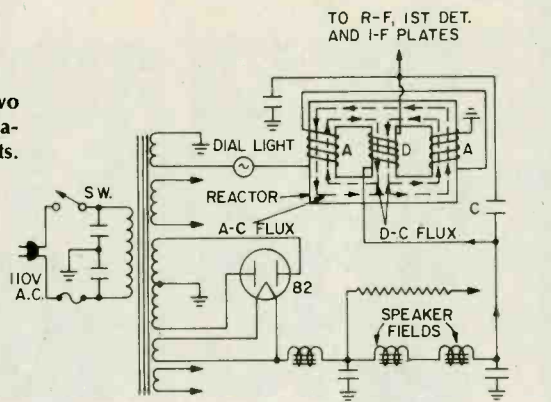 TO R-F, 1ST DET.
AND I-F PLATES
wo
a-
ts.
DIAL LIGHT
A
D
A
SW.
REACTOR
A-C FLUX
D-C FLUX
C
110V
A.C.
82
SPEAKER
FIELDS